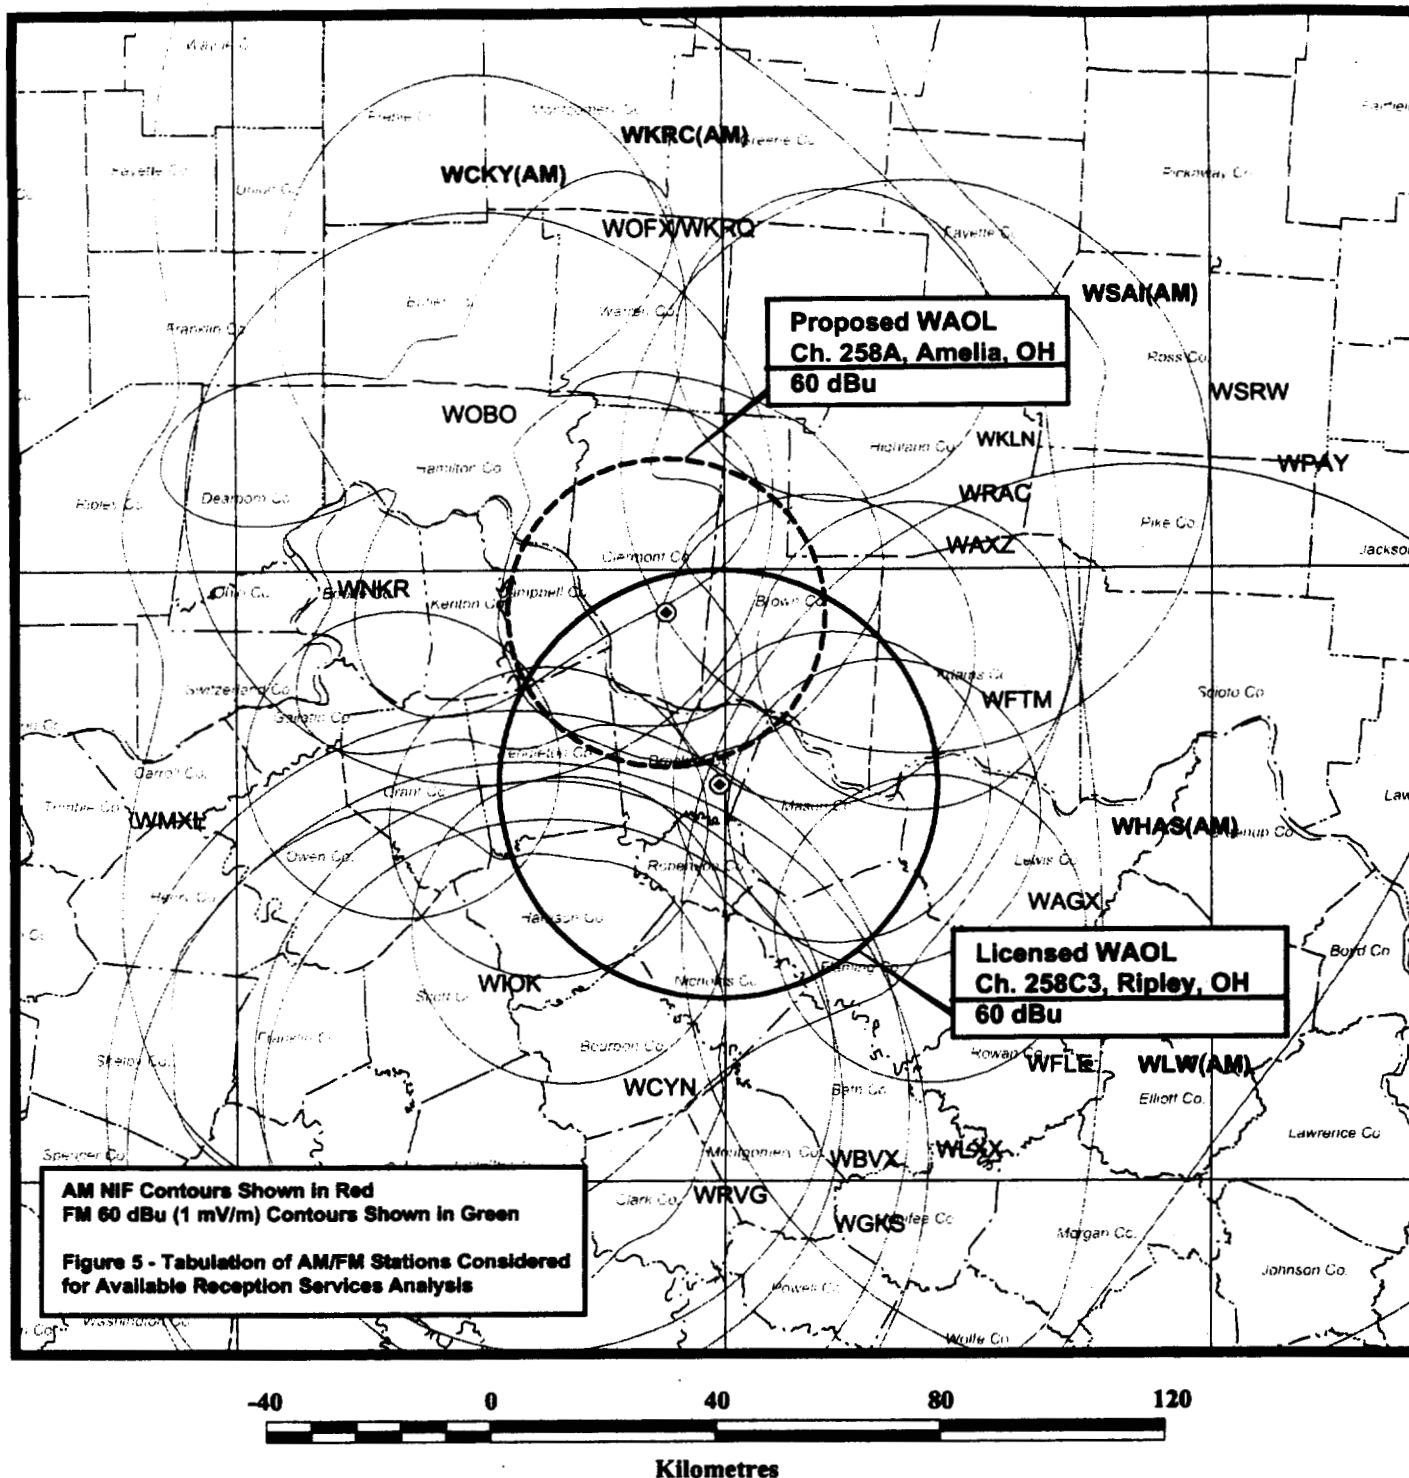 Wayne C
Preble Co.
Montgomery Co.
Fairfiel
WKRC(AM)
Greene Co.
Fayette Co.
WCKY(AM)
Pickaway Co.
Co.
Union Co.
WOFX/WKRQ
Fayette Co.
Butler Co.
WSAI(AM)
Warren Co.
Franklin Co.
Proposed WAOL
Ch. 258A, Amelia, OH
60 dBu
Ross Co.
WSRW
WOBO
WKLN
Highland Co.
Hamilton Co.
WPAY
Dearborn Co.
WRAC
Ripley Co.
Pike Co.
WAXZ
Clermont Co.
Jackson
Ohio Co.
WNKR
Kenton Co.
Campbell Co.
Brown Co.
Adams Co.
Switzerland Co.
WFTM
Scioto Co.
Gallatin Co.
Pendleton Co.
Carroll Co.
Grant Co.
Trimble Co.
Mason Co.
Law
WMXL
WHAS(AM)
Owen Co.
Robertson Co.
Lewis Co.
Henry Co.
WAGX
Harrison Co.
Licensed WAOL
Ch. 258C3, Ripley, OH
60 dBu
Boyd Co.
Fleming Co.
Nicholas Co.
WIOK
Scott C
Franklin Co.
Bourbon Co.
Rowan Co.
WFLE
WLW(AM)
Shelby Co.
WCYN
Bath Co.
Elliott Co.
Lawrence Co.
Spencer Co.
Montgomery Co.
WBVX
WLXX
AM NIF Contours Shown in Red
FM 60 dBu (1 mV/m) Contours Shown in Green
Figure 5 - Tabulation of AM/FM Stations Considered
for Available Reception Services Analysis
Clark Co.
WRVG
WGKS
Menifee Co.
Morgan Co.
Johnson Co.
Powell Co.
Washington Co.
Wolfe Co.
-40 0 40 80 120
Kilometres